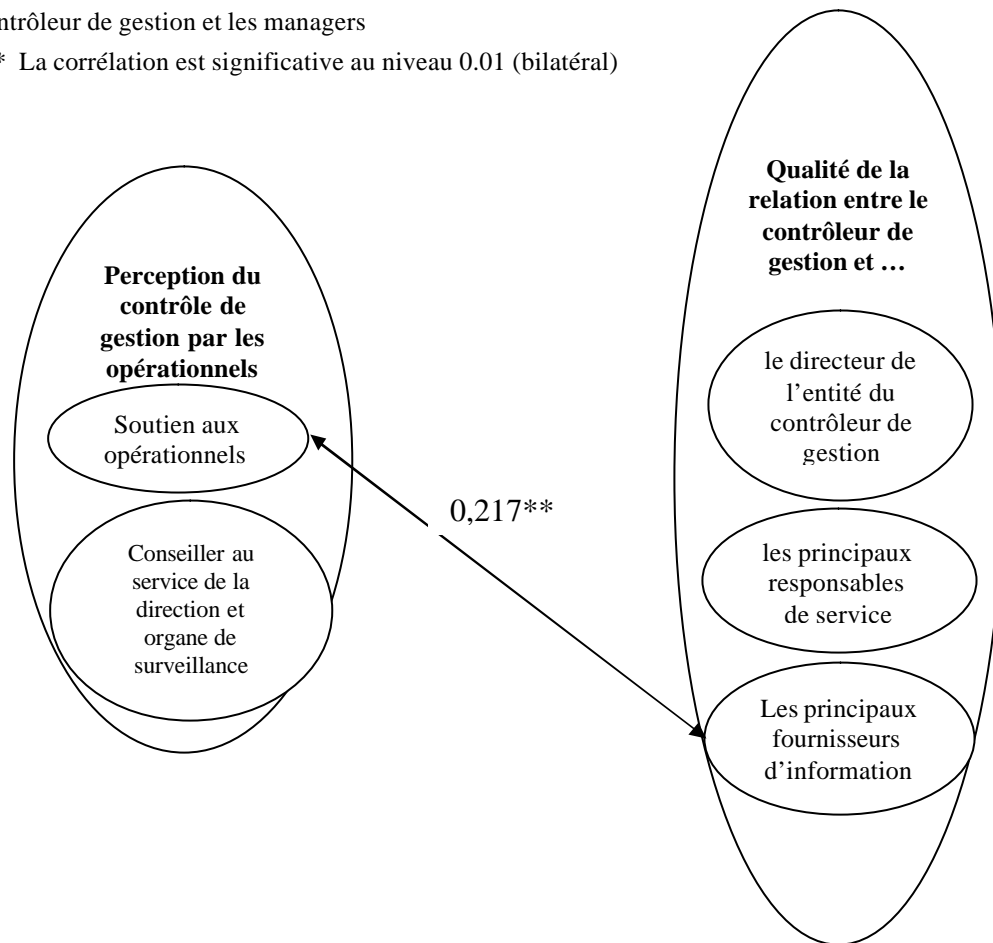 ntrôleur de gestion et les managers
* La corrélation est significative au niveau 0.01 (bilatéral)
Perception du
contrôle de
gestion par les
opérationnels
Soutien aux
opérationnels
Conseiller au
service de la
direction et
organe de
surveillance
0,217**
Qualité de la
relation entre le
contrôleur de
gestion et …
le directeur de
l’entité du
contrôleur de
gestion
les principaux
responsables
de service
Les principaux
fournisseurs
d’information